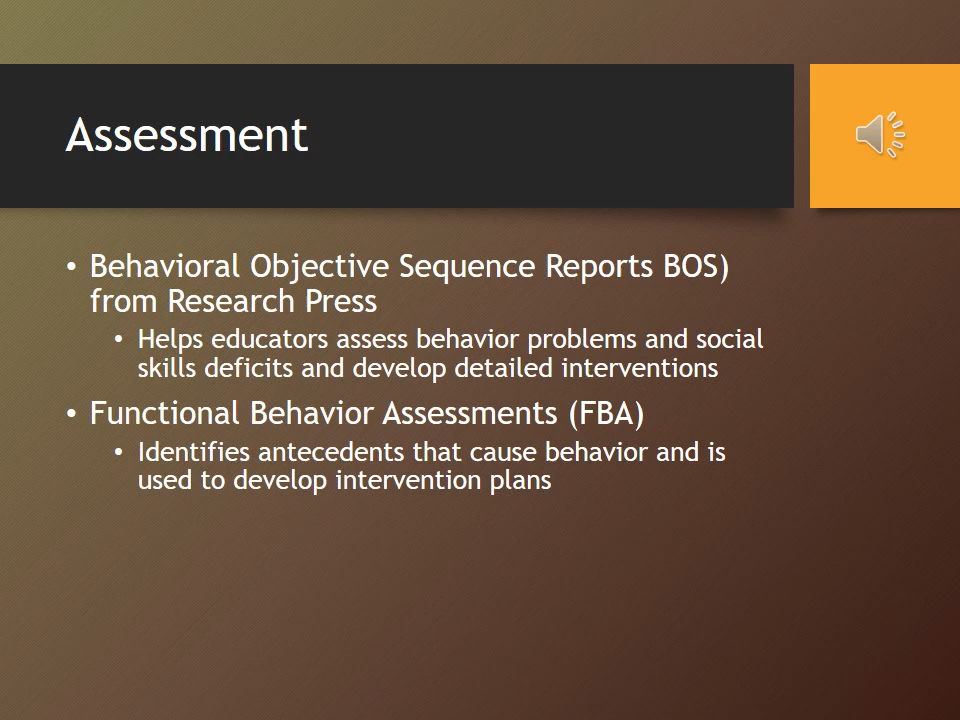 Assessment
• Behavioral Objective Sequence Reports BOS)
from Research Press
• Helps educators assess behavior problems and social
skills deficits and develop detailed interventions
• Functional Behavior Assessments (FBA)
• Identifies antecedents that cause behavior and is
used to develop intervention plans